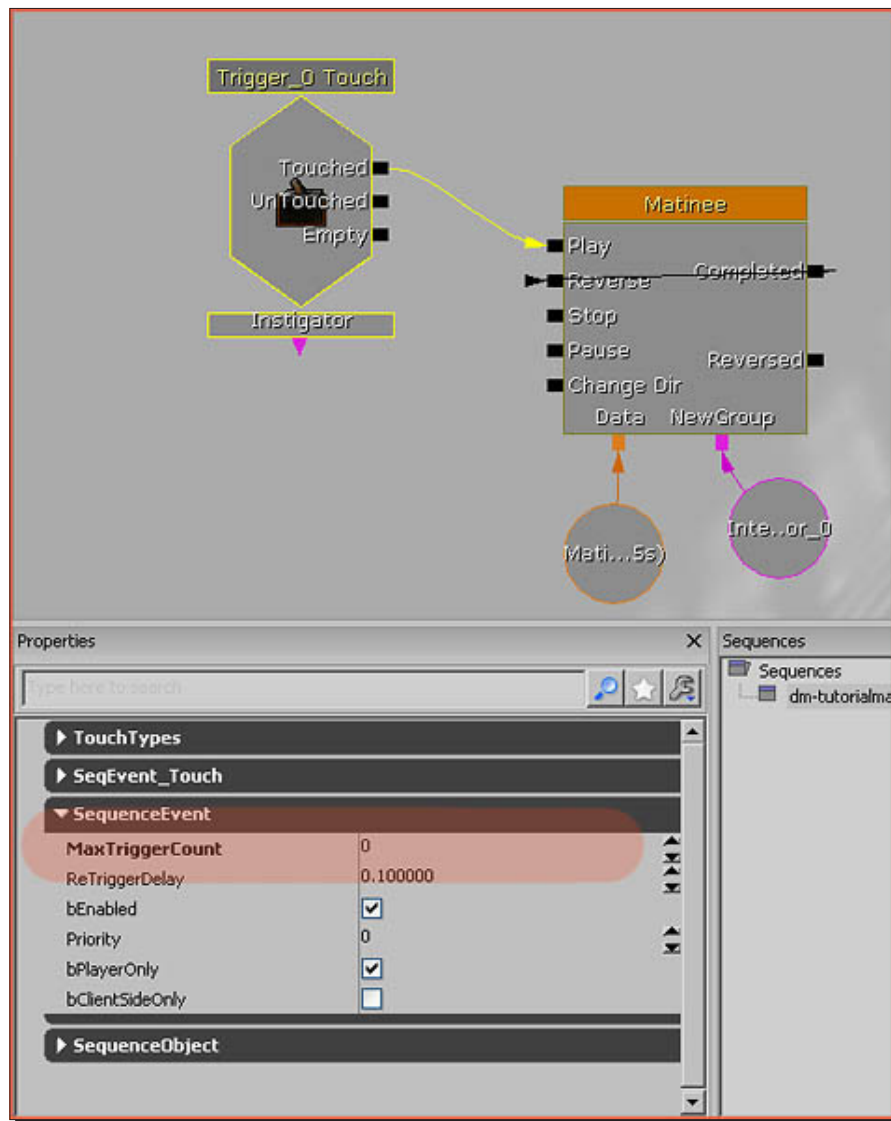 Trigger_0 Touch
Touched
UnTouched
Empty
Instigator
Matinee
Play
Reverse
Completed
Stop
Pause
Reversed
Change Dir
Data NewGroup
Mati...5s)
Inte..or_0
Properties
Type here to search
TouchTypes
SeqEvent_Touch
SequenceEvent
MaxTriggerCount 0
ReTriggerDelay 0.100000
bEnabled
Priority 0
bPlayerOnly
bClientSideOnly
SequenceObject
Sequences
Sequences
dm-tutorialma